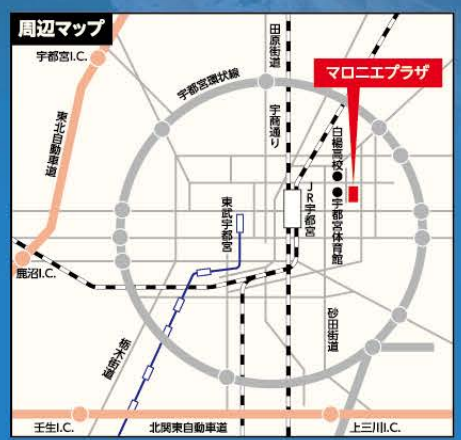 周辺マップ
宇都宮I.C.
東北自動車道
宇都宮環状線
田原街道
宇商通り
マロニエプラザ
白楊高校
宇都宮体育館
JR宇都宮
東武宇都宮
鹿沼I.C.
栃木街道
砂田街道
壬生I.C.
北関東自動車道
上三川I.C.